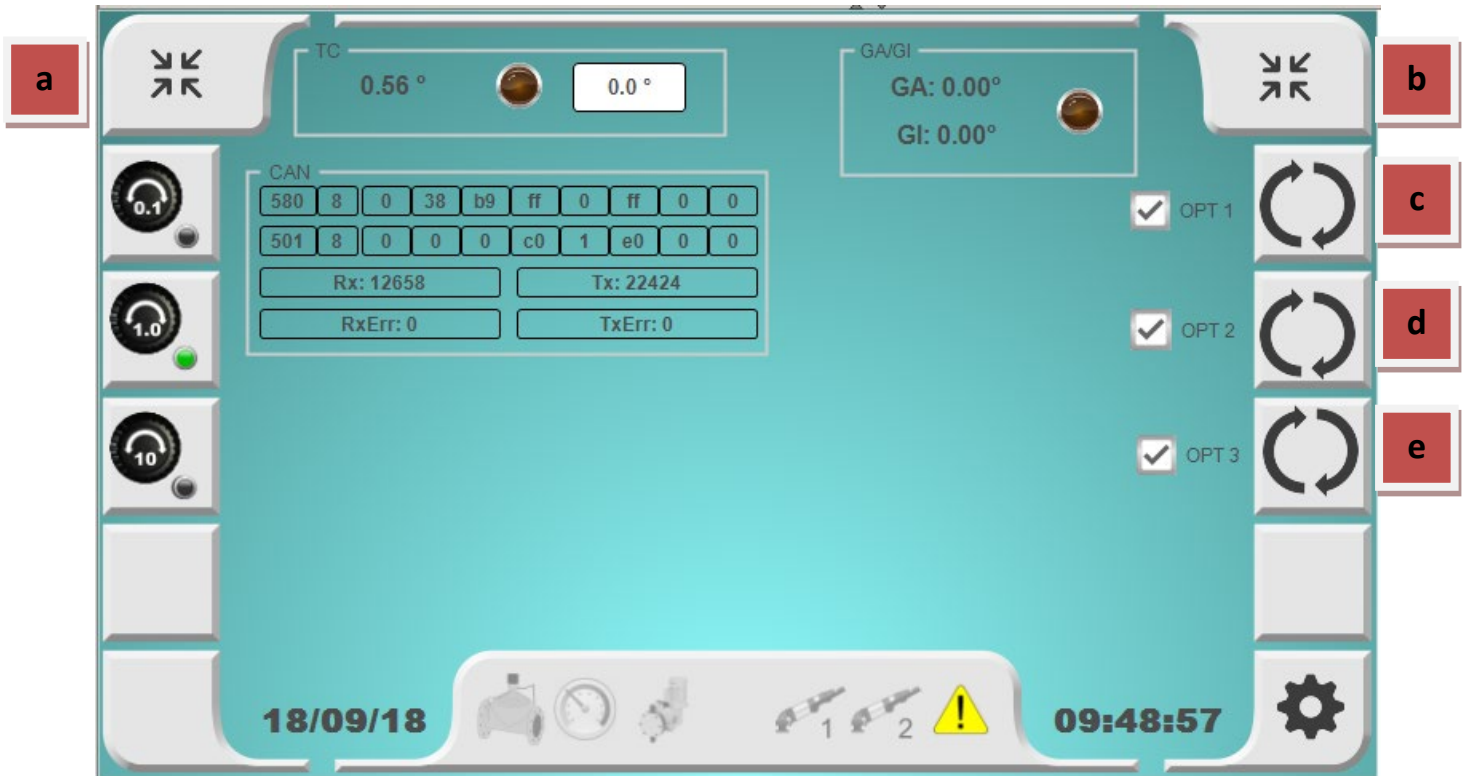 a
b
TC
0.56 °
0.0 °
GA/GI
GA: 0.00°
GI: 0.00°
0.1
CAN
580 8 0 38 b9 ff 0 ff 0 0
501 8 0 0 0 c0 1 e0 0 0
Rx: 12658 Tx: 22424
RxErr: 0 TxErr: 0
OPT 1
c
1.0
OPT 2
d
10
OPT 3
e
18/09/18
1
2
09:48:57